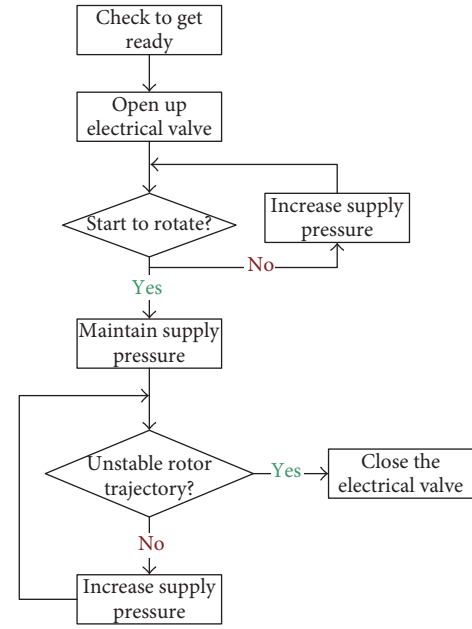 Check to get
ready
Open up
electrical valve
Start to rotate?
Increase supply
pressure
No
Yes
Maintain supply
pressure
Unstable rotor
trajectory?
Yes
Close the
electrical valve
No
Increase supply
pressure